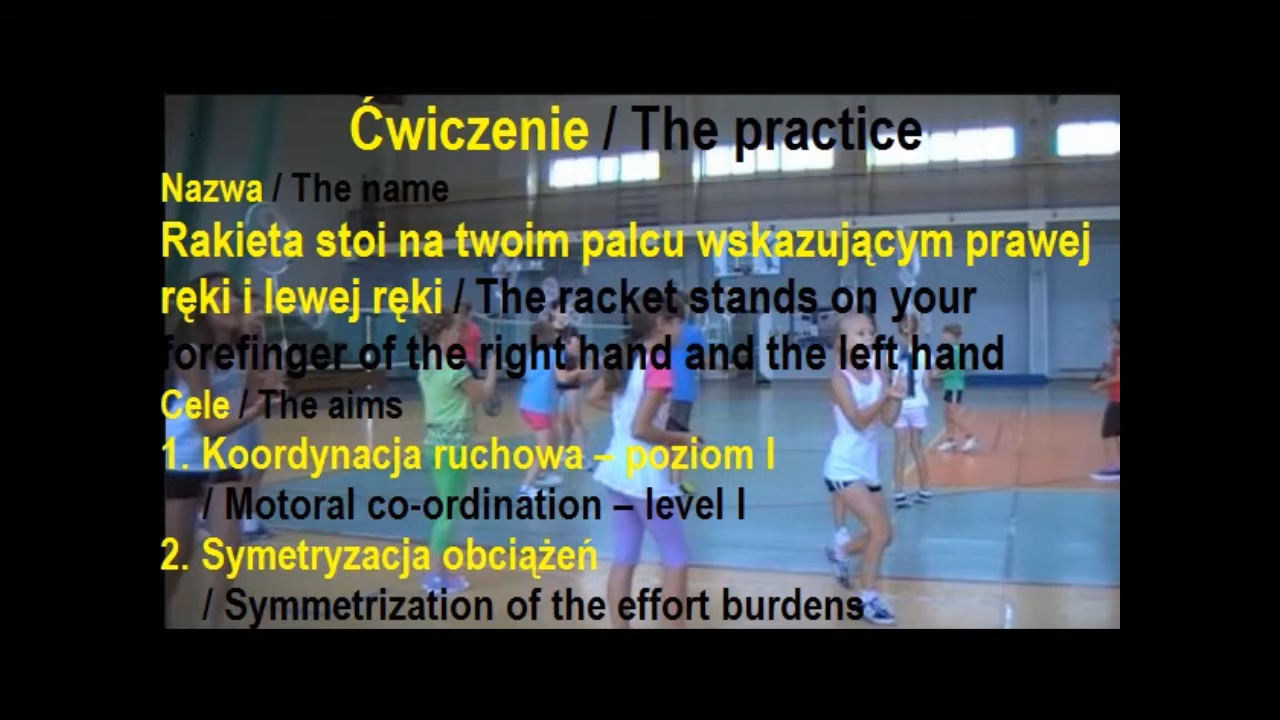 Ćwiczenie / The practice
Nazwa / The name
Rakieta stoi na twoim palcu wskazującym prawej
ręki i lewej ręki / The racket stands on your
forefinger of the right hand and the left hand
Cele / The aims
1. Koordynacja ruchowa – poziom I
/ Motoral co-ordination – level I
2. Symetryzacja obciążeń
/ Symmetrization of the effort burdens